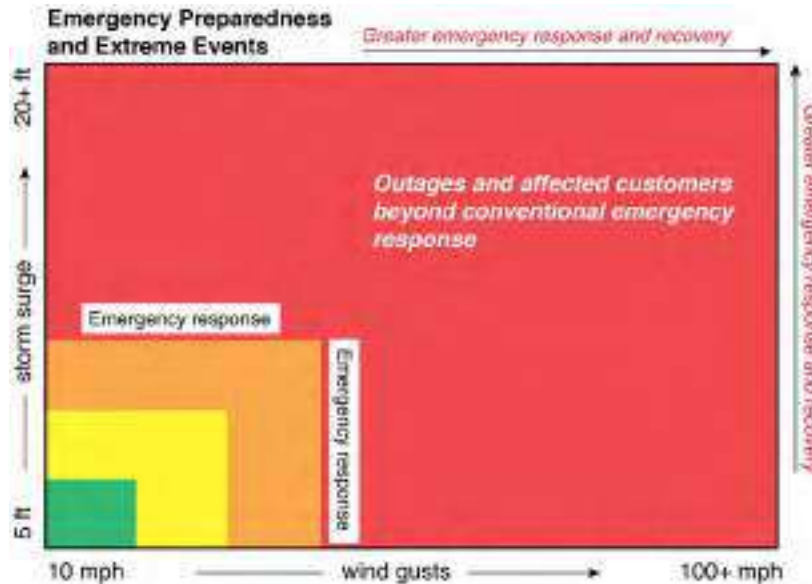 Emergency Preparedness
and Extreme Events
Greater emergency response and recovery
20+ ft
storm surge
5 ft
Outages and affected customers
beyond conventional emergency
response
Emergency response
Emergency response
Greater emergency response and recovery
10 mph
wind gusts
100+ mph